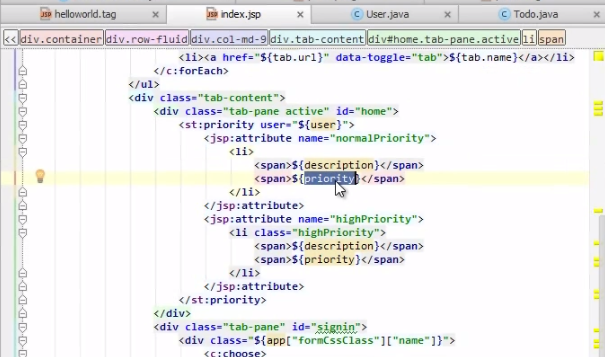 helloworld.tag index.jsp User.java Todo.java
<< div.container div.row-fluid div.col-md-9 div.tab-content div#home.tab-pane.active li span
<li><a href="${tab.url}" data-toggle="tab">${tab.name}</a></li>
</c:forEach>
</ul>
<div class="tab-content">
<div class="tab-pane active" id="home">
<st:priority user="${user}">
<jsp:attribute name="normalPriority">
<li>
<span>${description}</span>
<span>${priority}</span>
</li>
</jsp:attribute>
<jsp:attribute name="highPriority">
<li class="highPriority">
<span>${description}</span>
<span>${priority}</span>
</li>
</jsp:attribute>
</st:priority>
</div>
<div class="tab-pane" id="signin">
<div class="${app["formCssClass"]["name"]}">
<c:choose>